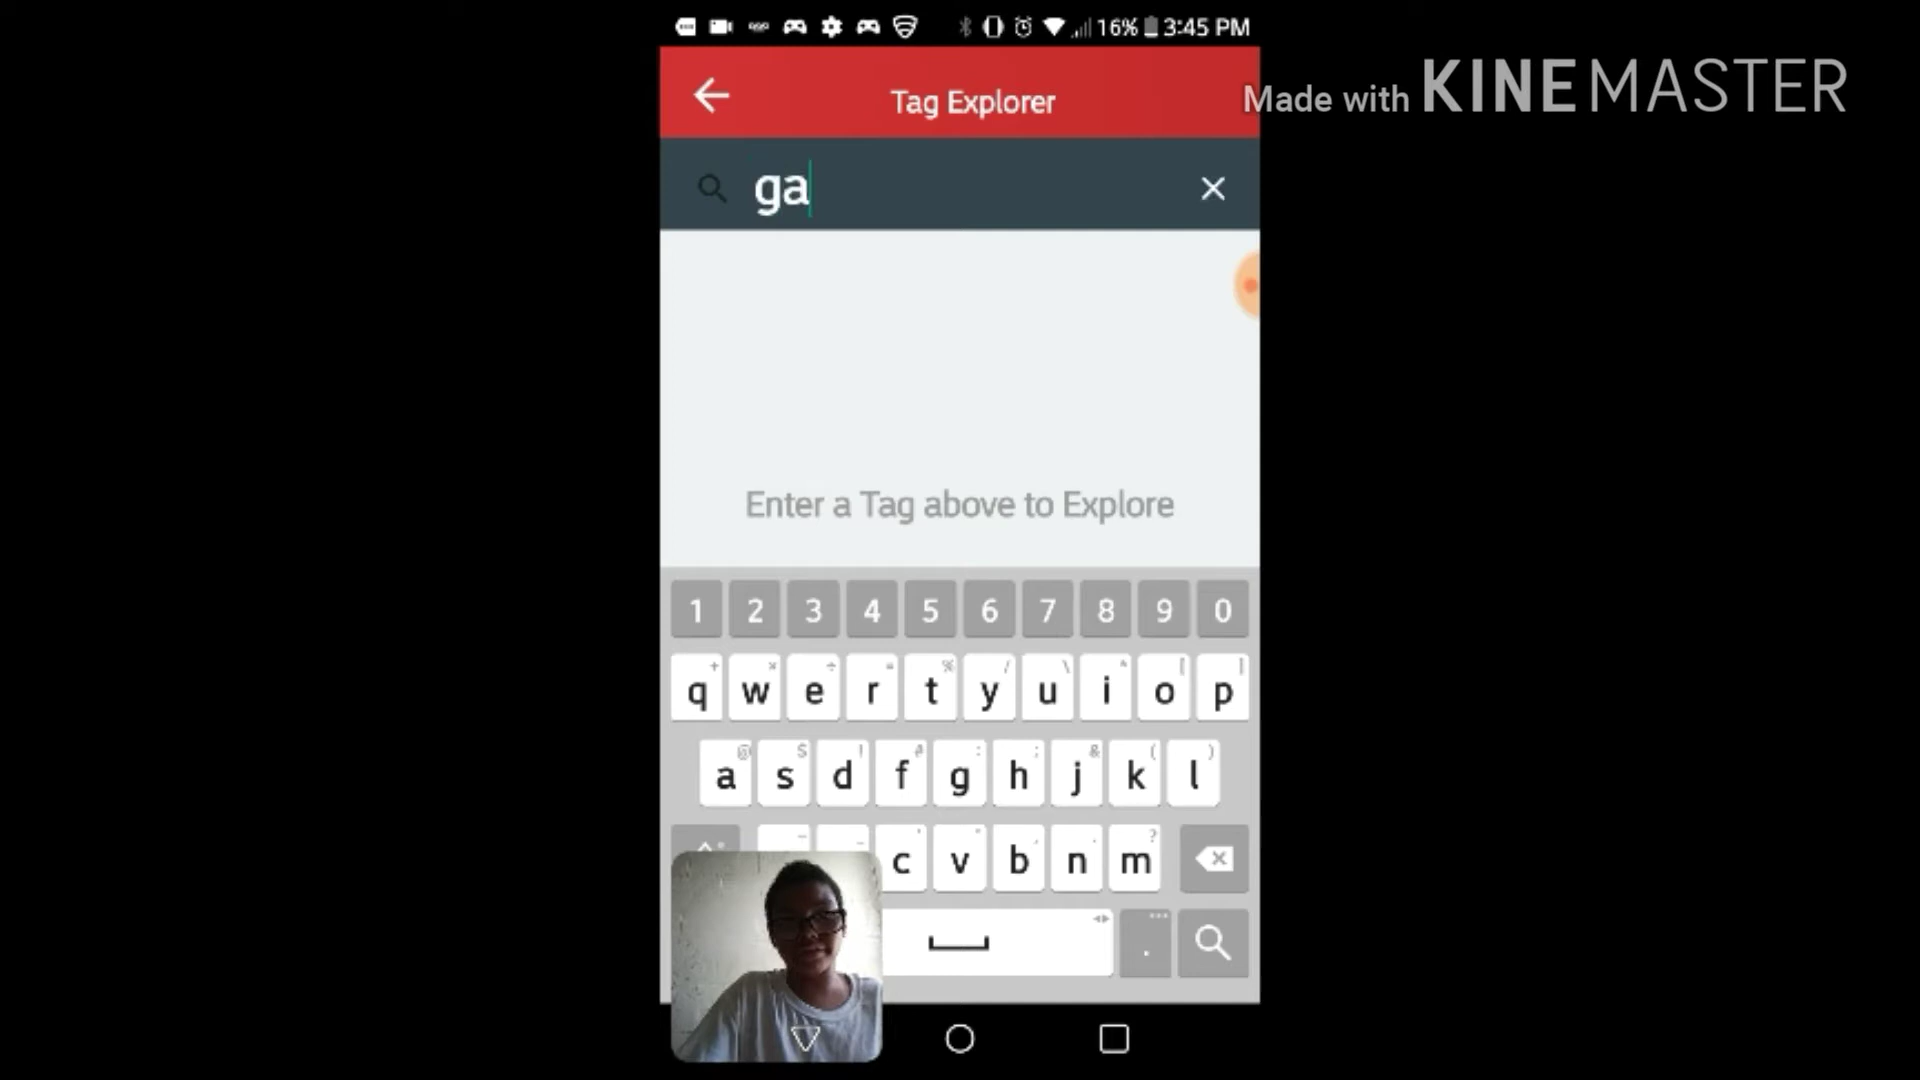 16% 3:45 PM
Tag Explorer
Made with KINEMASTER
ga
Enter a Tag above to Explore
1 2 3 4 5 6 7 8 9 0
q w e r t y u i o p
a s d f g h j k l
c v b n m
.